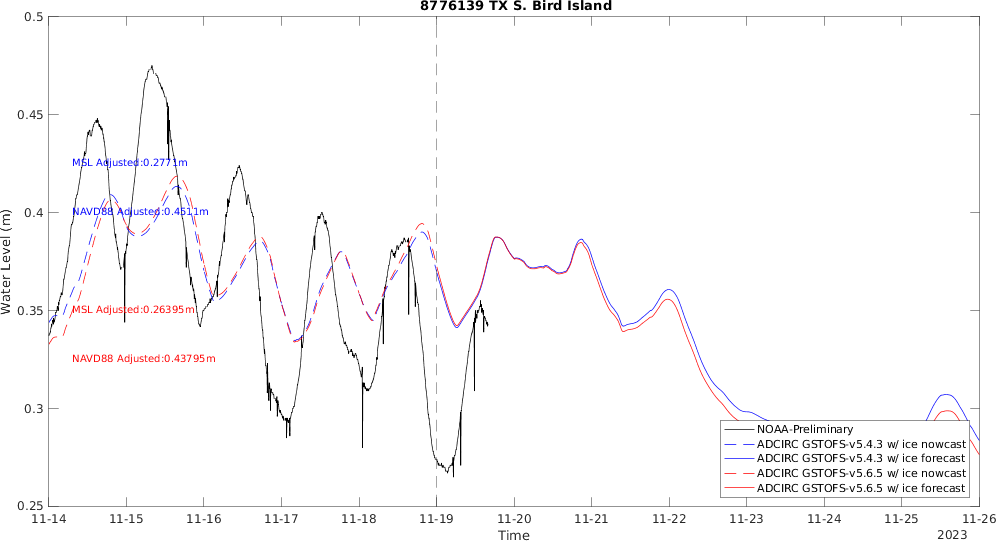 8776139 TX S. Bird Island
0.5
0.45
0.4
0.35
0.3
0.25
Water Level (m)
MSL Adjusted:0.2771m
NAVD88 Adjusted:0.4511m
MSL Adjusted:0.26395m
NAVD88 Adjusted:0.43795m
NOAA-Preliminary
ADCIRC GSTOFS-v5.4.3 w/ ice nowcast
ADCIRC GSTOFS-v5.4.3 w/ ice forecast
ADCIRC GSTOFS-v5.6.5 w/ ice nowcast
ADCIRC GSTOFS-v5.6.5 w/ ice forecast
11-14 11-15 11-16 11-17 11-18 11-19 11-20 11-21 11-22 11-23 11-24 11-25 11-26
Time
2023